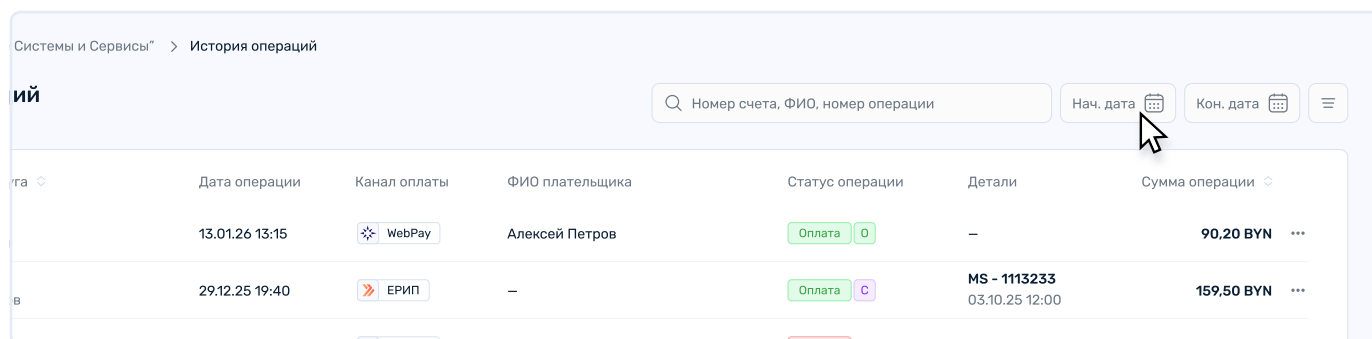 Системы и Сервисы” История операций
ий
Номер счета, ФИО, номер операции Нач. дата Кон. дата
уга Дата операции Канал оплаты ФИО плательщика Статус операции Детали Сумма операции
13.01.26 13:15 WebPay Алексей Петров Оплата О — 90,20 BYN
29.12.25 19:40 ЕРИП — Оплата С MS - 1113233 159,50 BYN
в 03.10.25 12:00